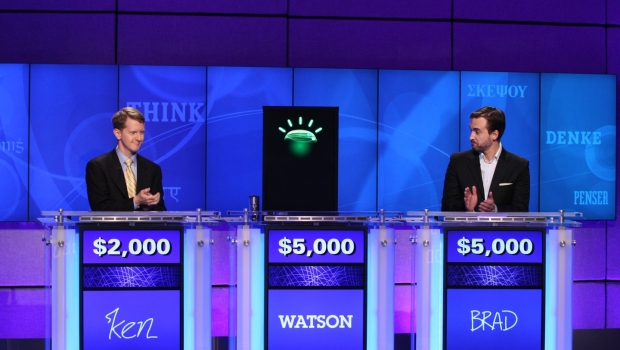 THINK
ΣΚΕΨΟΥ
DENKE
PENSER
$2,000
$5,000
$5,000
Ken
WATSON
BRAD